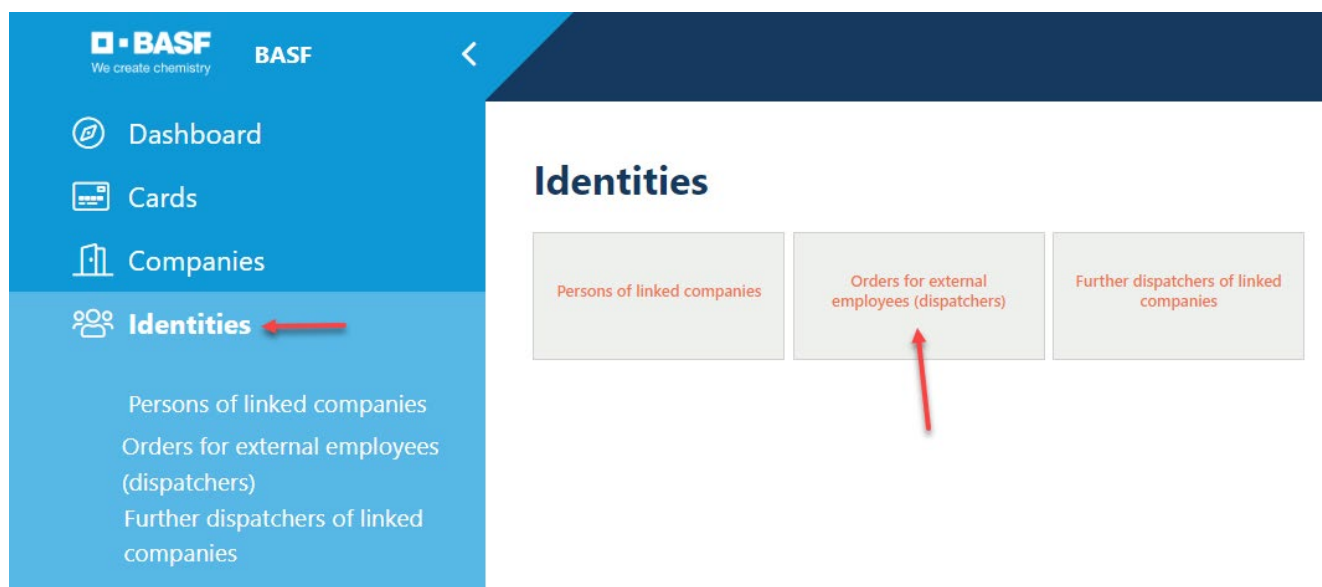 BASF
We create chemistry
BASF
Dashboard
Cards
Companies
Identities
Persons of linked companies
Orders for external employees
(dispatchers)
Further dispatchers of linked
companies
Identities
Persons of linked companies
Orders for external
employees (dispatchers)
Further dispatchers of linked
companies